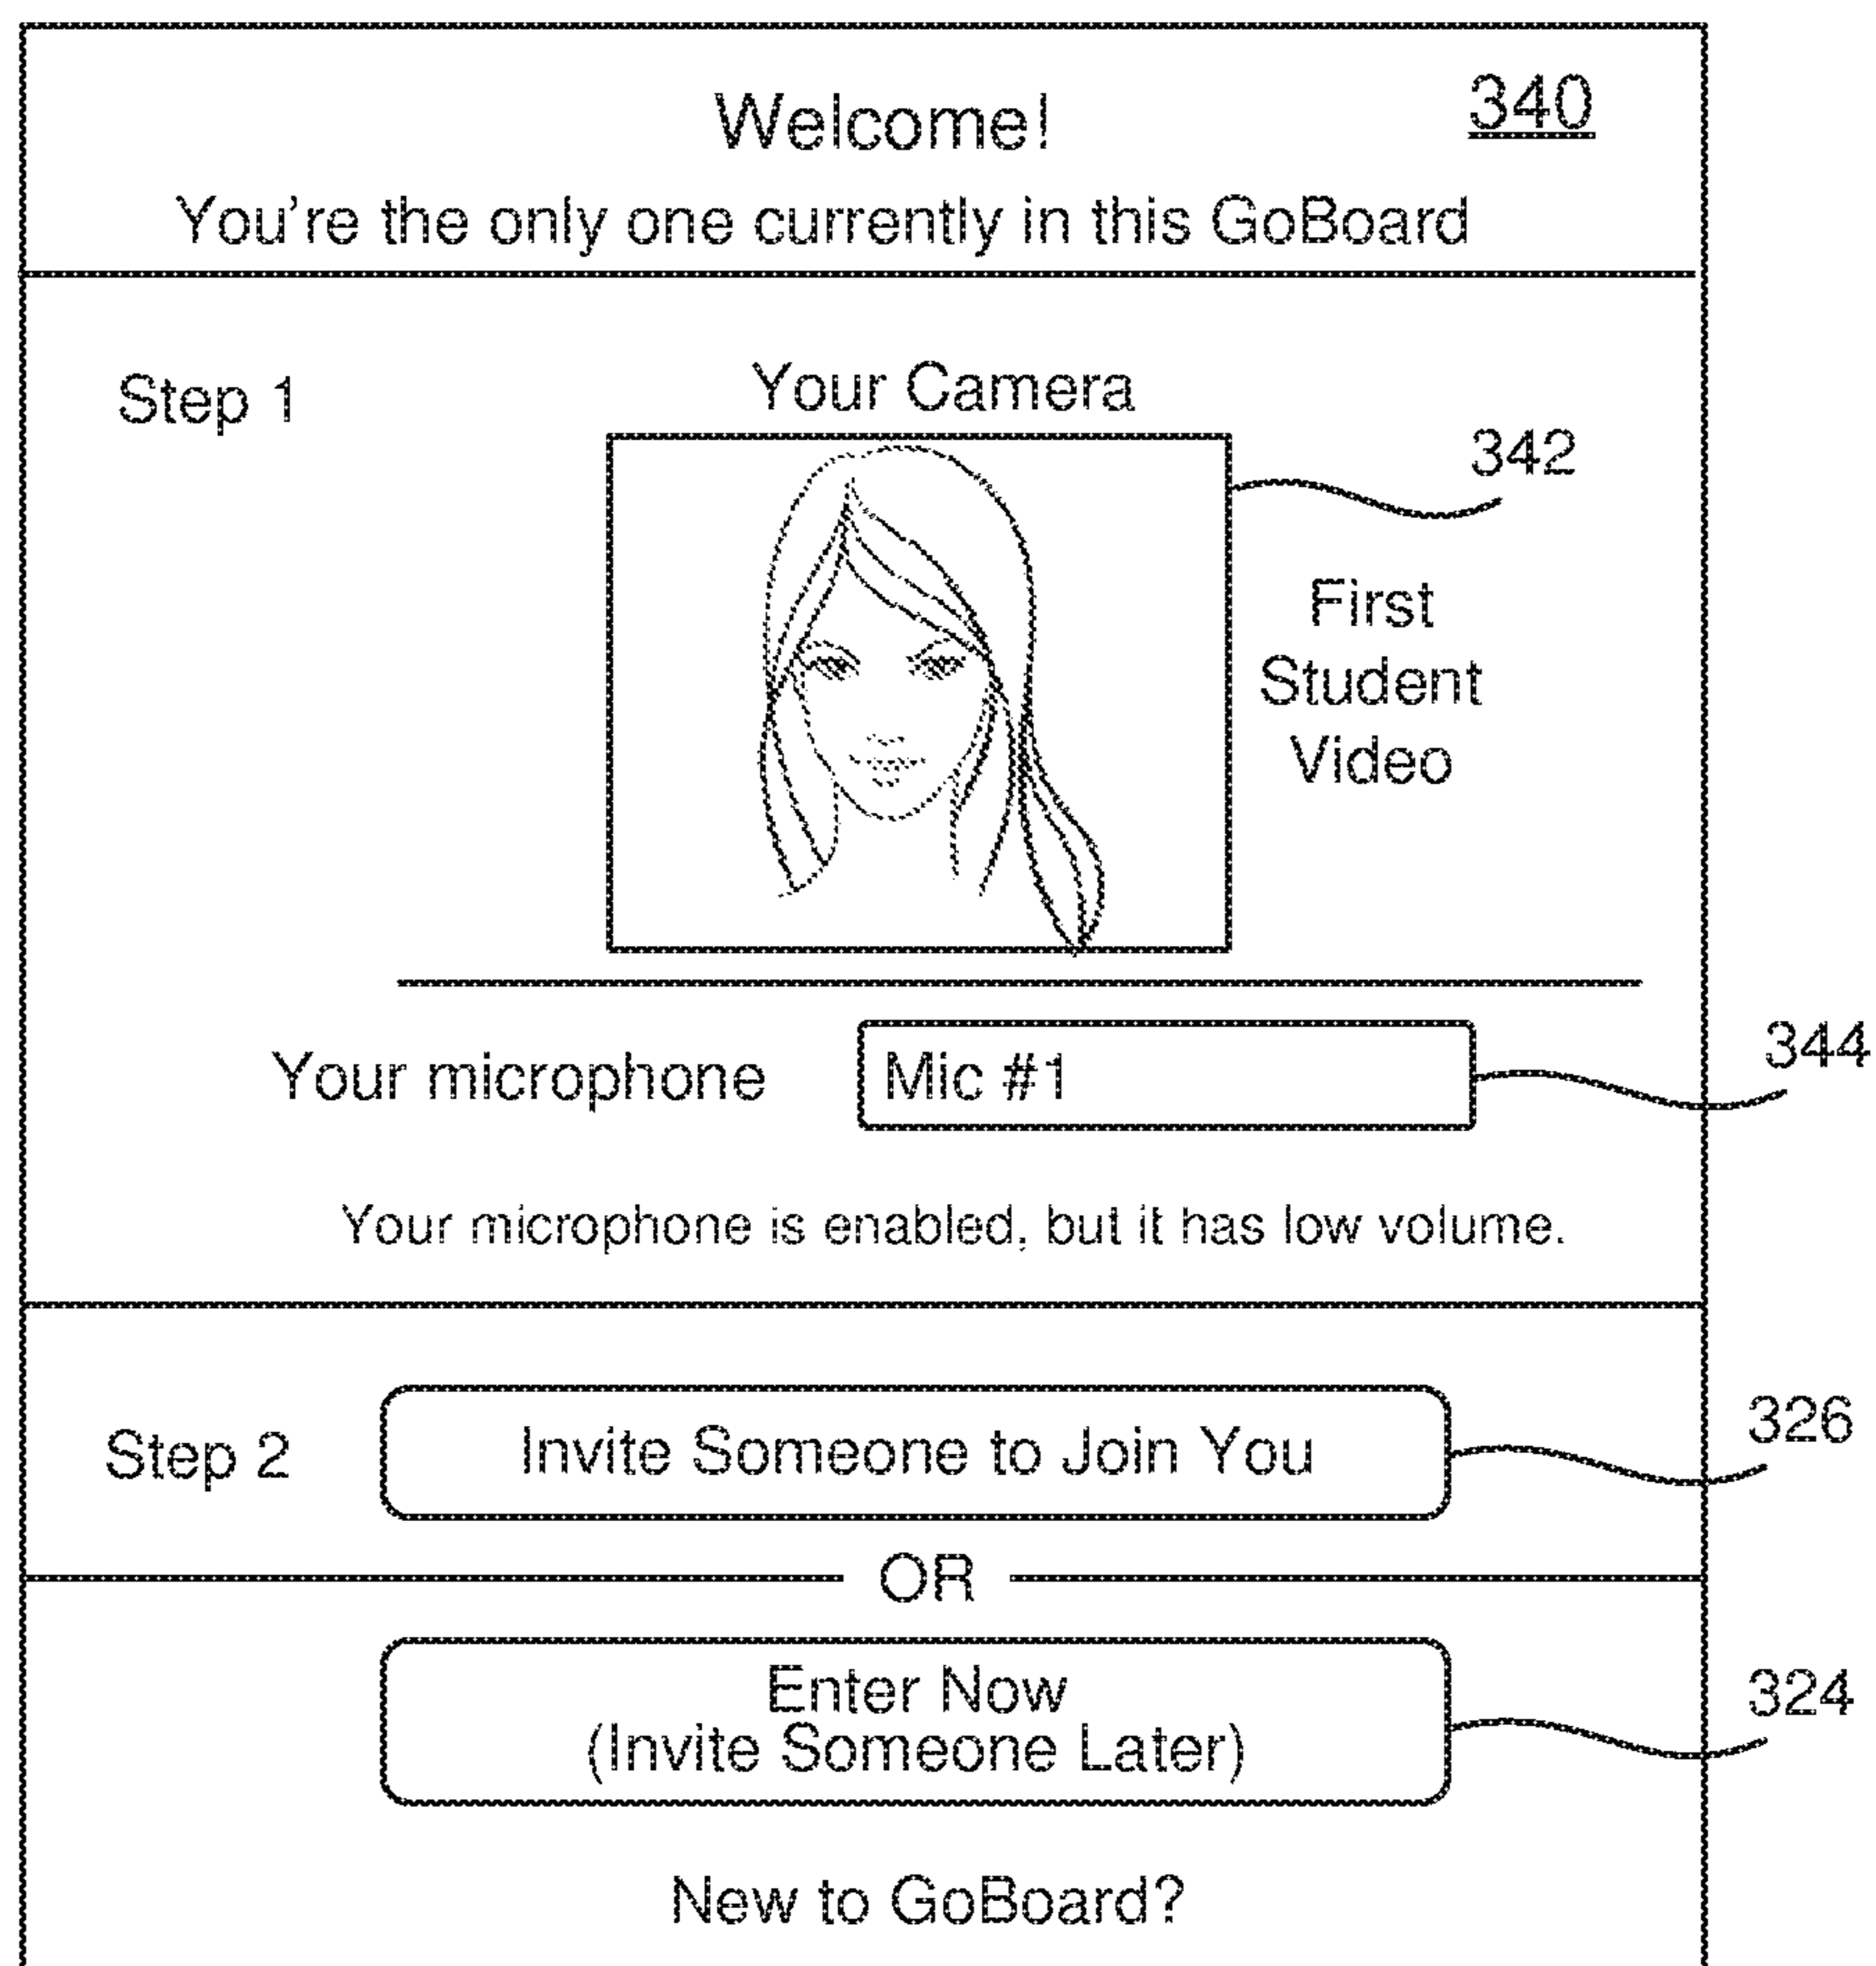 Welcome!
340
You're the only one currently in this GoBoard
Step 1
Your Camera
342
First
Student
Video
Your microphone
Mic #1
344
Your microphone is enabled, but it has low volume.
Step 2
Invite Someone to Join You
326
OR
Enter Now
(Invite Someone Later)
324
New to GoBoard?